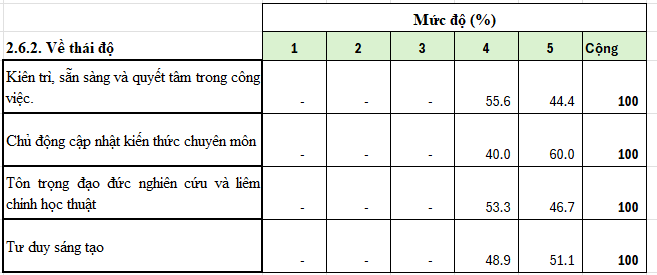 Mức độ (%)
2.6.2. Về thái độ 1 2 3 4 5 Cộng
Kiên trì, sẵn sàng và quyết tâm trong công
việc. - - - 55.6 44.4 100
Chủ động cập nhật kiến thức chuyên môn - - - 40.0 60.0 100
Tôn trọng đạo đức nghiên cứu và liêm
chính học thuật - - - 53.3 46.7 100
Tư duy sáng tạo - - - 48.9 51.1 100